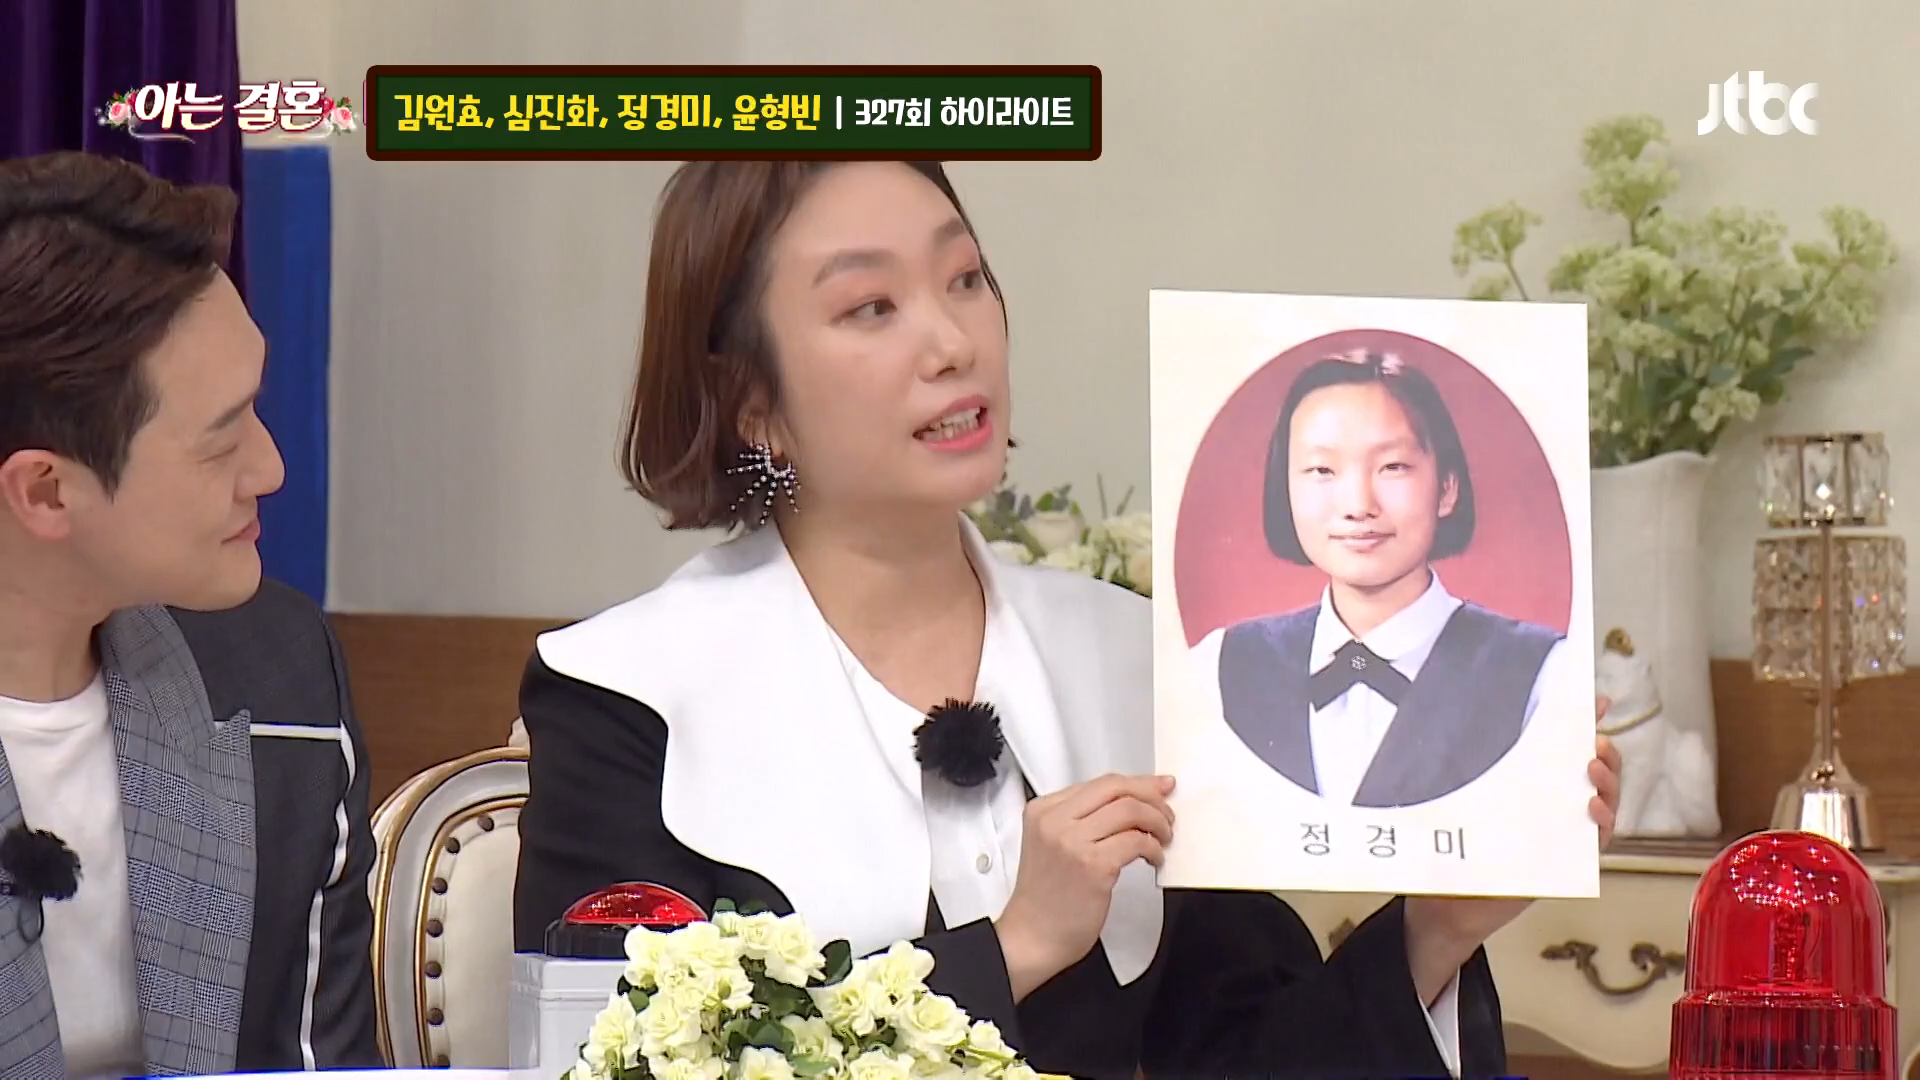 아는 결혼
김원효, 심진화, 정경미, 윤형빈 | 327회 하이라이트
jtbc
정 경 미